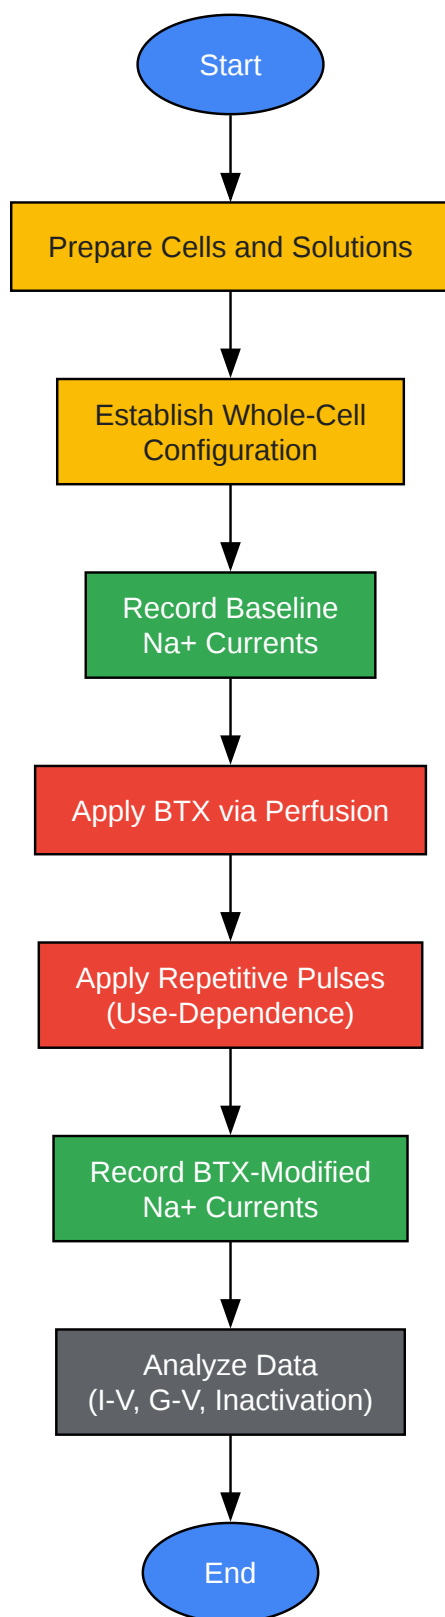 Start
Prepare Cells and Solutions
Establish Whole-Cell
Configuration
Record Baseline
Na+ Currents
Apply BTX via Perfusion
Apply Repetitive Pulses
(Use-Dependence)
Record BTX-Modified
Na+ Currents
Analyze Data
(I-V, G-V, Inactivation)
End